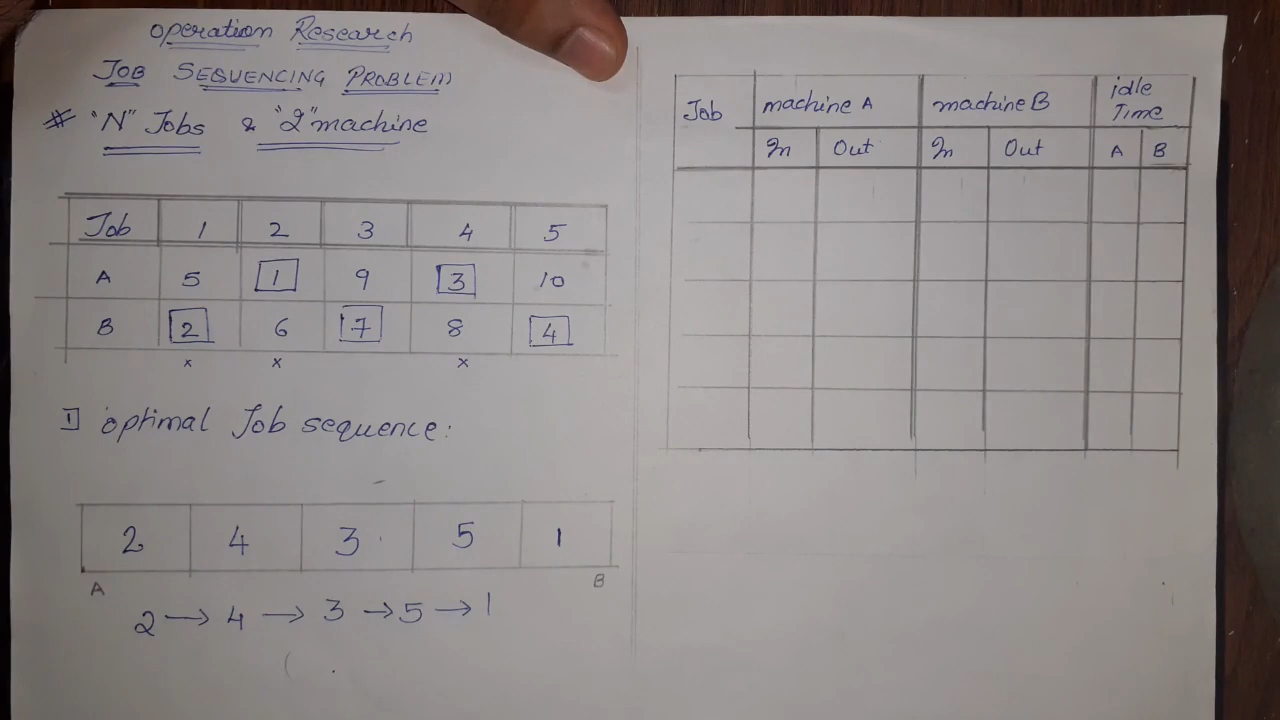 Operation Research
JOB SEQUENCING PROBLEM
# "N" Jobs & "2" machine
Job 1 2 3 4 5
A 5 1 9 3 10
B 2 6 7 8 4
x x x
1] optimal Job sequence:
2 4 3 5 1
A B
2 → 4 → 3 → 5 → 1
Job machine A machine B idle Time
In Out In Out A B